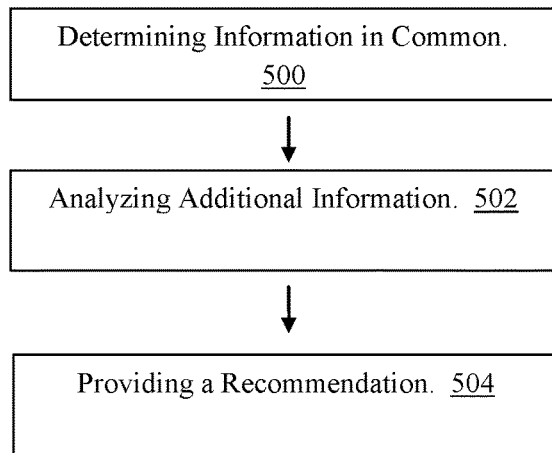 Determining Information in Common.
500
Analyzing Additional Information. 502
Providing a Recommendation. 504